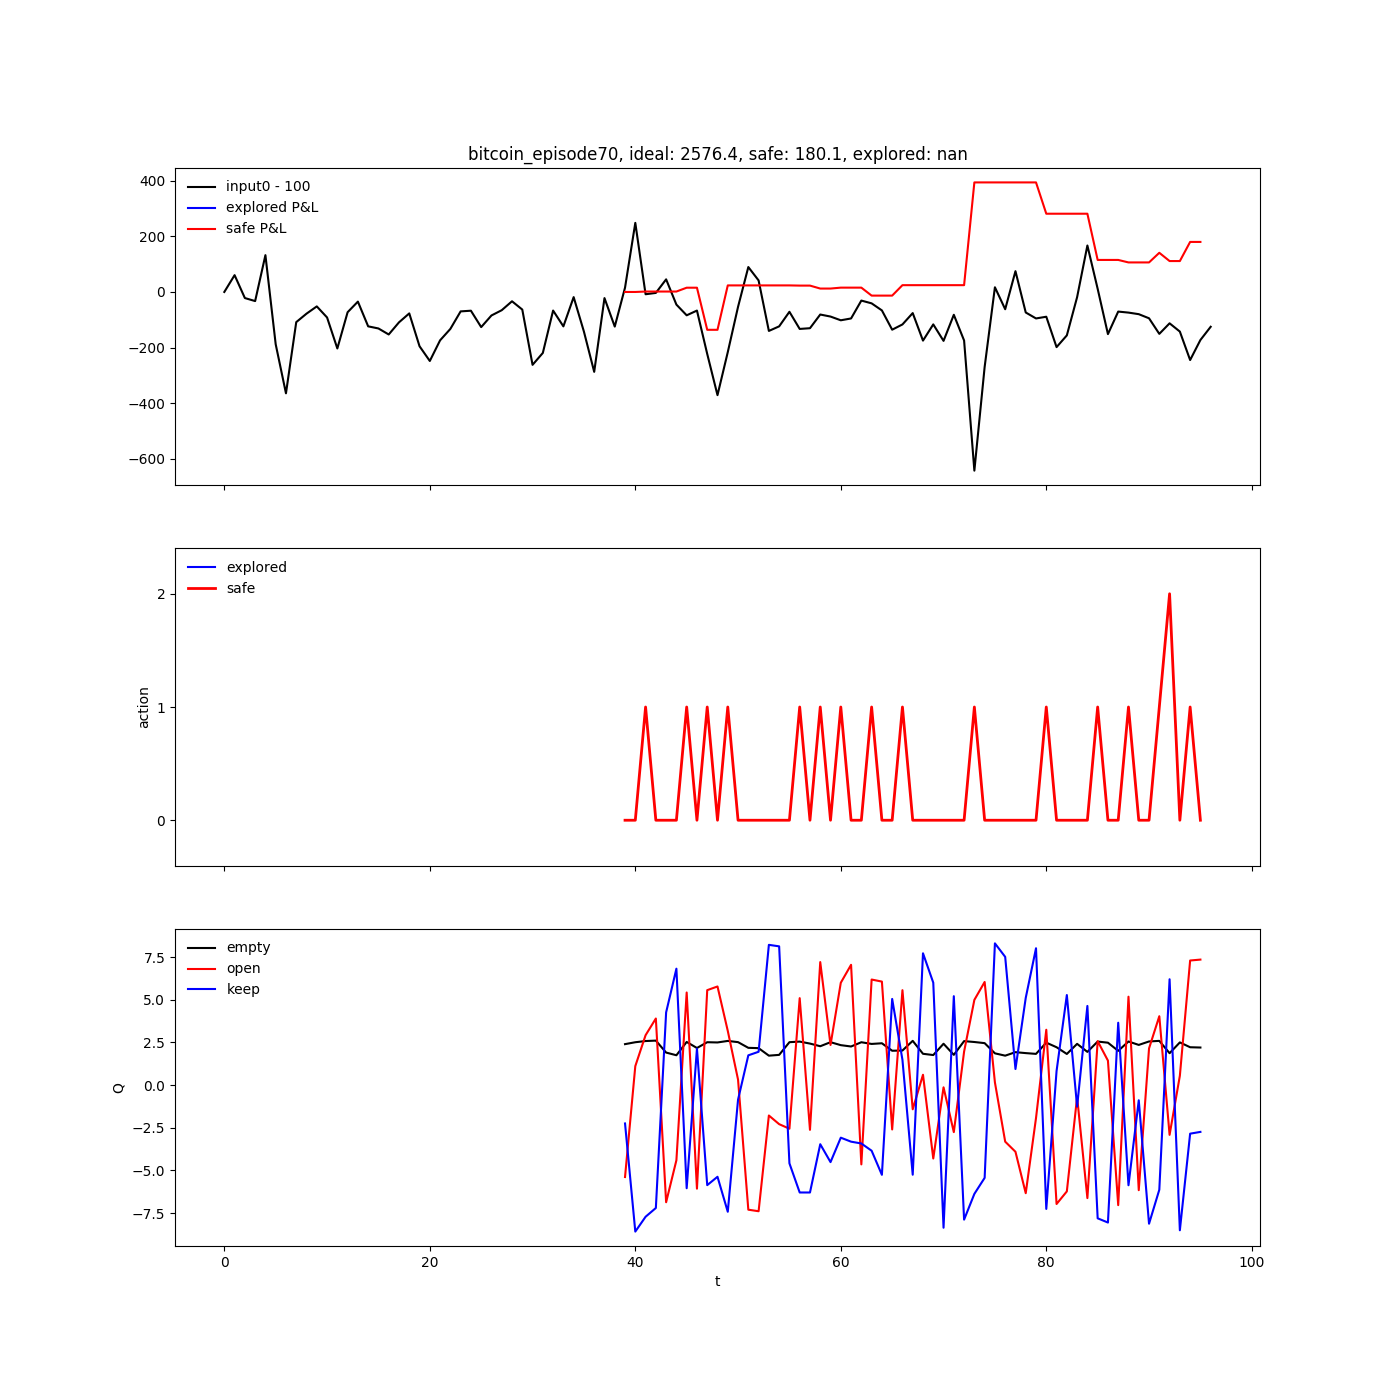 bitcoin_episode70, ideal: 2576.4, safe: 180.1, explored: nan
input0 - 100
explored P&L
safe P&L
400
200
0
−200
−400
−600
explored
safe
2
1
0
action
empty
open
keep
7.5
5.0
2.5
0.0
−2.5
−5.0
−7.5
Q
0 20 40 60 80 100
t